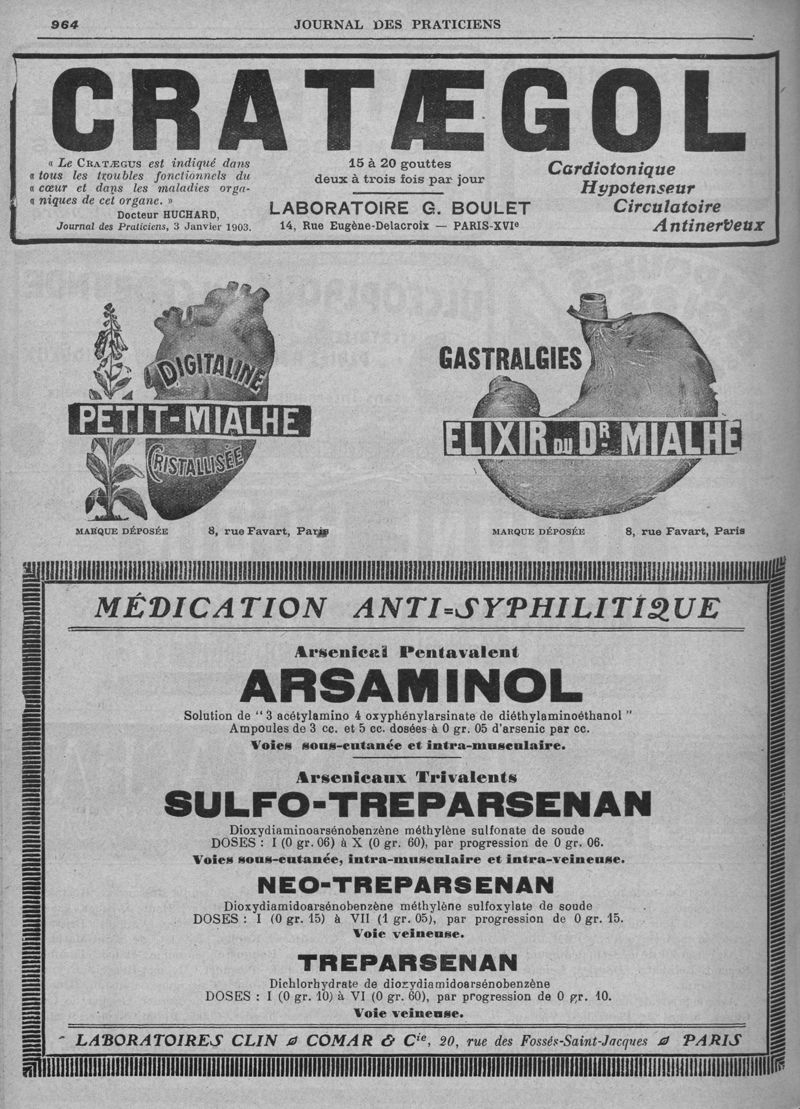 964
JOURNAL DES PRATICIENS
CRATÆGOL
« Le CRATÆGUS est indiqué dans
« tous les troubles fonctionnels du
« cœur et dans les maladies orga-
« niques de cet organe. »
Docteur HUCHARD,
Journal des Praticiens, 3 Janvier 1903.
15 à 20 gouttes
deux à trois fois par jour
LABORATOIRE G. BOULET
14, Rue Eugène-Delacroix — PARIS-XVIe
Cardiotonique
Hypotenseur
Circulatoire
Antinerveux
DIGITALINE
PETIT-MIALHE
CRISTALLISÉE
MARQUE DÉPOSÉE 8, rue Favart, Paris
GASTRALGIES
ELIXIR DU DR MIALHE
MARQUE DÉPOSÉE 8, rue Favart, Paris
MÉDICATION ANTI=SYPHILITIQUE
Arsenical Pentavalent
ARSAMINOL
Solution de "3 acétylamino 4 oxyphénylarsinate de diéthylaminoéthanol"
Ampoules de 3 cc. et 5 cc. dosées à 0 gr. 05 d'arsenic par cc.
Voies sous-cutanée et intra-musculaire.
Arsenicaux Trivalents
SULFO-TREPARSENAN
Dioxydiaminoarsénobenzène méthylène sulfonate de soude
DOSES : I (0 gr. 06) à X (0 gr. 60), par progression de 0 gr. 06.
Voies sous-cutanée, intra-musculaire et intra-veineuse.
NEO-TREPARSENAN
Dioxydiamidoarsénobenzène méthylène sulfoxylate de soude
DOSES : I (0 gr. 15) à VII (1 gr. 05), par progression de 0 gr. 15.
Voie veineuse.
TREPARSENAN
Dichlorhydrate de dioxydiamidoarsénobenzène
DOSES : I (0 gr. 10) à VI (0 gr. 60), par progression de 0 gr. 10.
Voie veineuse.
LABORATOIRES CLIN COMAR & Cie, 20, rue des Fossés-Saint-Jacques PARIS